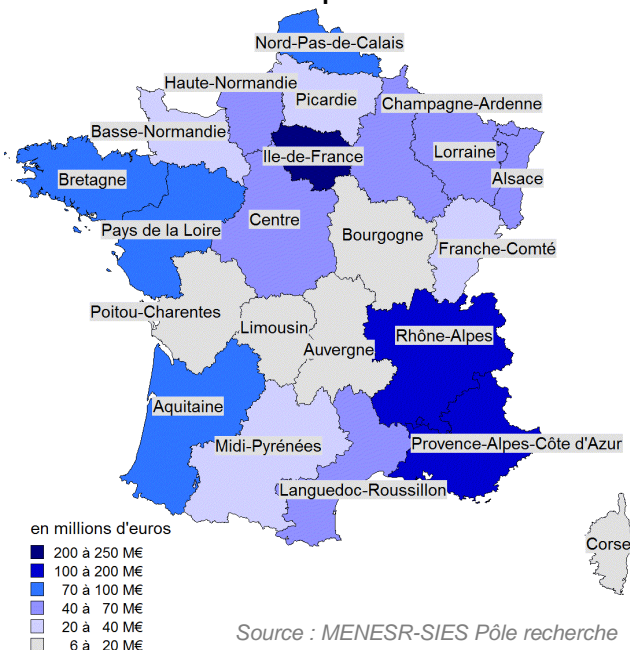 Nord-Pas-de-Calais
Haute-Normandie
Picardie
Champagne-Ardenne
Basse-Normandie
Ile-de-France
Lorraine
Alsace
Bretagne
Centre
Pays de la Loire
Bourgogne
Franche-Comté
Poitou-Charentes
Limousin
Rhône-Alpes
Auvergne
Aquitaine
Midi-Pyrénées
Provence-Alpes-Côte d'Azur
Languedoc-Roussillon
Corse
en millions d'euros
200 à 250 M€
100 à 200 M€
70 à 100 M€
40 à 70 M€
20 à 40 M€
6 à 20 M€
Source : MENESR-SIES Pôle recherche